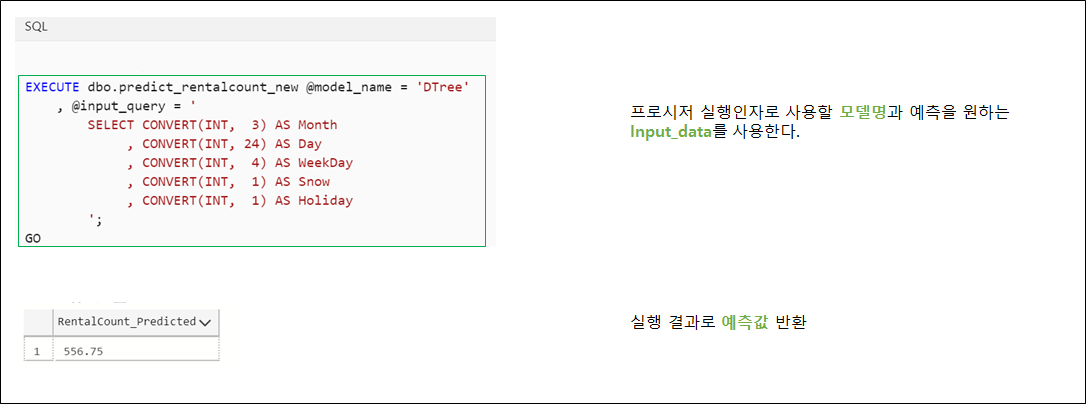 SQL
EXECUTE dbo.predict_rentalcount_new @model_name = 'DTree'
    , @input_query = '
        SELECT CONVERT(INT,  3) AS Month
             , CONVERT(INT, 24) AS Day
             , CONVERT(INT,  4) AS WeekDay
             , CONVERT(INT,  1) AS Snow
             , CONVERT(INT,  1) AS Holiday
        ';
GO
프로시저 실행인자로 사용할 모델명과 예측을 원하는
Input_data를 사용한다.
RentalCount_Predicted
1 556.75
실행 결과로 예측값 반환